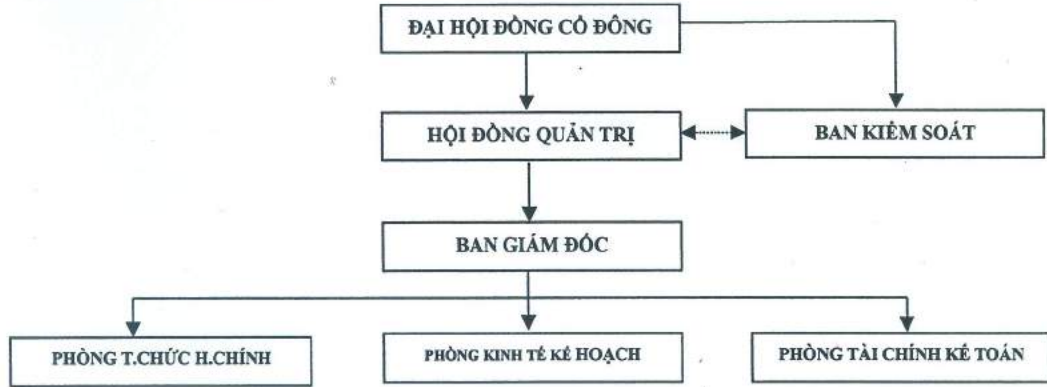 ĐẠI HỘI ĐỒNG CỔ ĐÔNG
HỘI ĐỒNG QUẢN TRỊ
BAN KIỂM SOÁT
BAN GIÁM ĐỐC
PHÒNG T.CHỨC H.CHÍNH
PHÒNG KINH TẾ KẾ HOẠCH
PHÒNG TÀI CHÍNH KẾ TOÁN